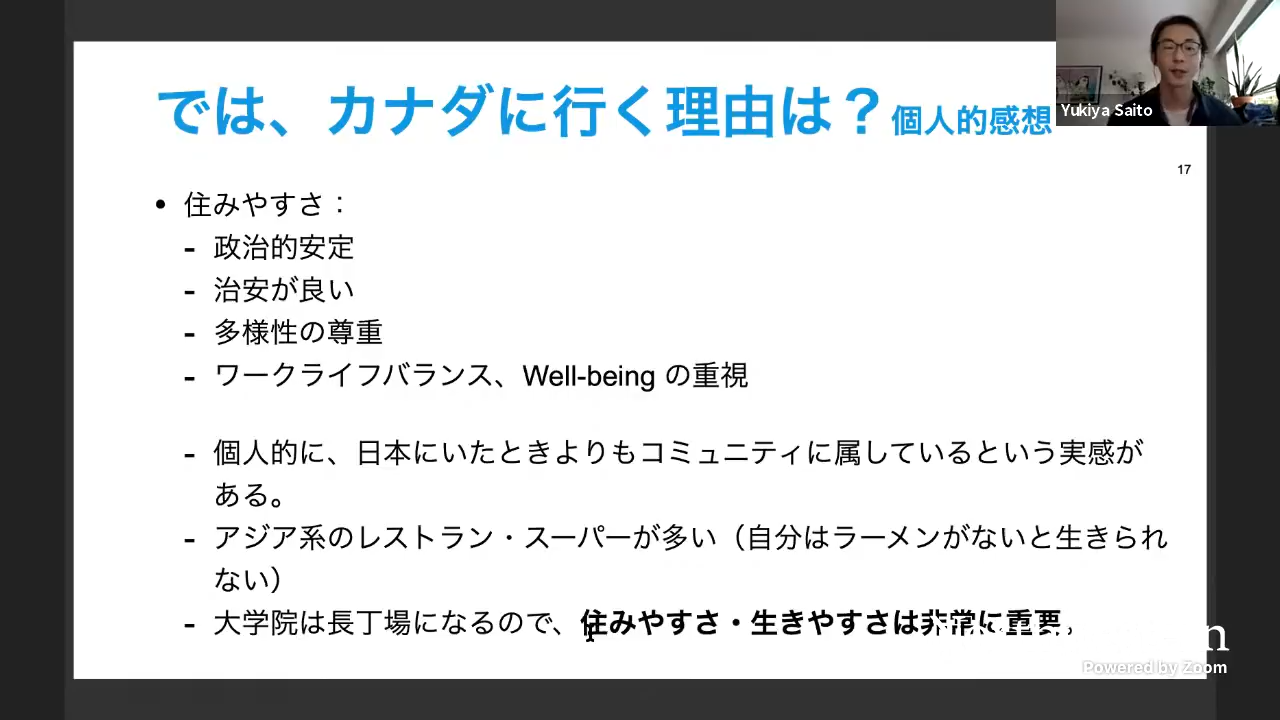 では、カナダに行く理由は？個人的感想
Yukiya Saito
17
• 住みやすさ：
- 政治的安定
- 治安が良い
- 多様性の尊重
- ワークライフバランス、Well-being の重視
- 個人的に、日本にいたときよりもコミュニティに属しているという実感が
ある。
- アジア系のレストラン・スーパーが多い（自分はラーメンがないと生きられ
ない）
- 大学院は長丁場になるので、住みやすさ・生きやすさは非常に重要。
Powered by Zoom